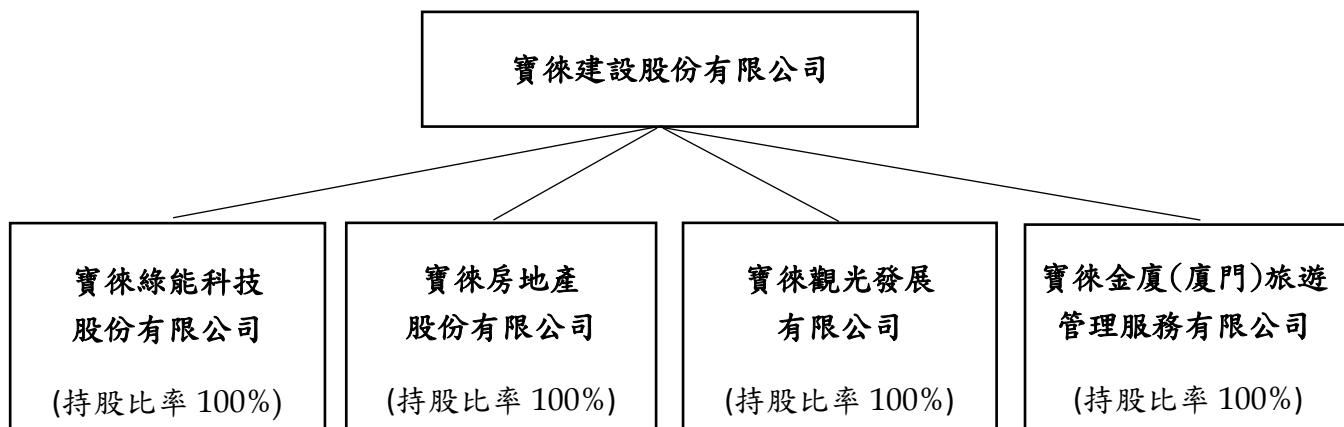 寶徠建設股份有限公司
寶徠綠能科技
股份有限公司
(持股比率 100%)
寶徠房地產
股份有限公司
(持股比率 100%)
寶徠觀光發展
有限公司
(持股比率 100%)
寶徠金廈(廈門)旅遊
管理服務有限公司
(持股比率 100%)